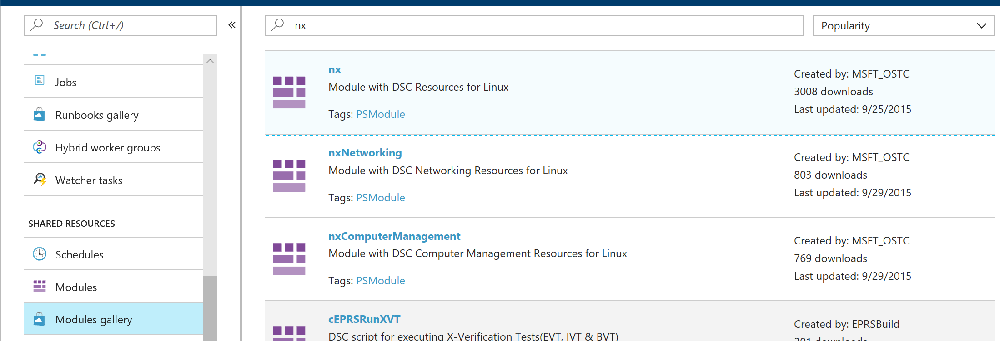 Search (Ctrl+/)
«
Jobs
Runbooks gallery
Hybrid worker groups
Watcher tasks
SHARED RESOURCES
Schedules
Modules
Modules gallery
nx
Popularity
nx
Module with DSC Resources for Linux
Tags: PSModule
Created by: MSFT_OSTC
3008 downloads
Last updated: 9/25/2015
nxNetworking
Module with DSC Networking Resources for Linux
Tags: PSModule
Created by: MSFT_OSTC
803 downloads
Last updated: 9/29/2015
nxComputerManagement
Module with DSC Computer Management Resources for Linux
Tags: PSModule
Created by: MSFT_OSTC
769 downloads
Last updated: 9/29/2015
cEPRSRunXVT
DSC script for executing X-Verification Tests(EVT, IVT & BVT)
Created by: EPRSBuild
downloads